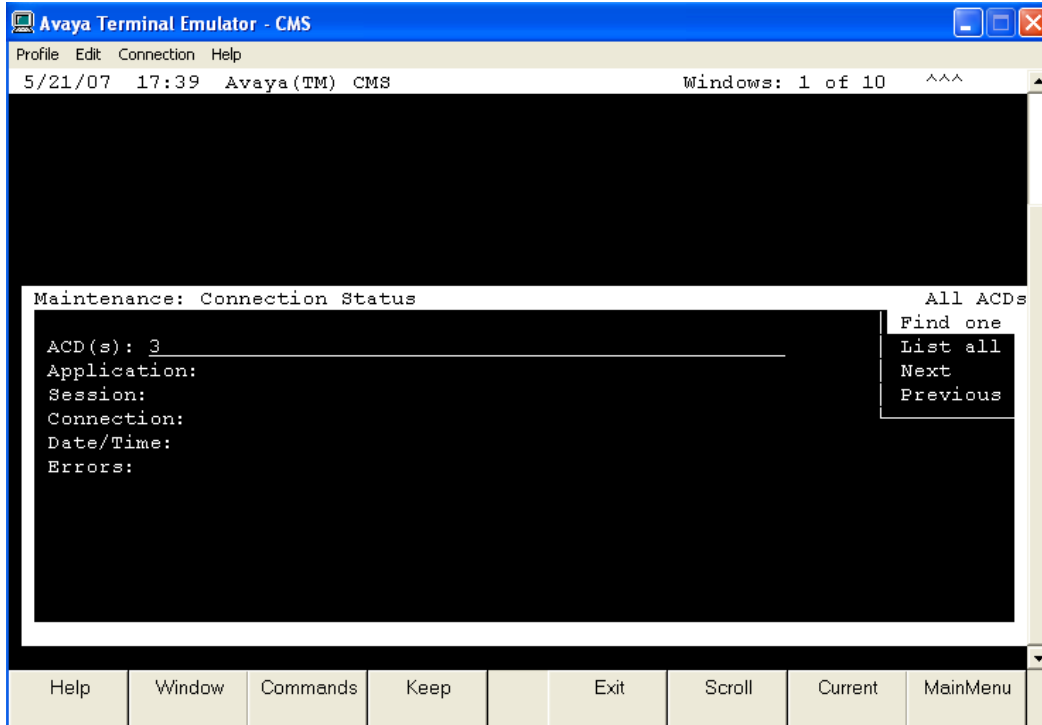 Avaya Terminal Emulator - CMS
Profile Edit Connection Help
5/21/07 17:39 Avaya(TM) CMS Windows: 1 of 10 ^^^
Maintenance: Connection Status All ACDs
Find one
ACD(s): 3 List all
Application: Next
Session: Previous
Connection:
Date/Time:
Errors:
Help Window Commands Keep Exit Scroll Current MainMenu